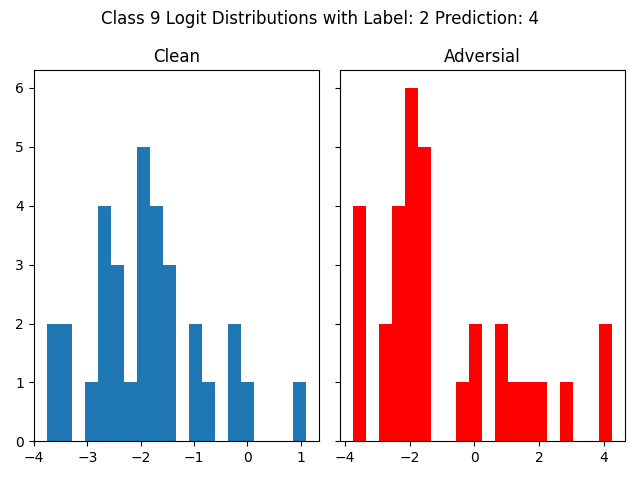 Class 9 Logit Distributions with Label: 2 Prediction: 4
Clean
Adversial
6
5
4
3
2
1
0
−4 −3 −2 −1 0 1
−4 −2 0 2 4